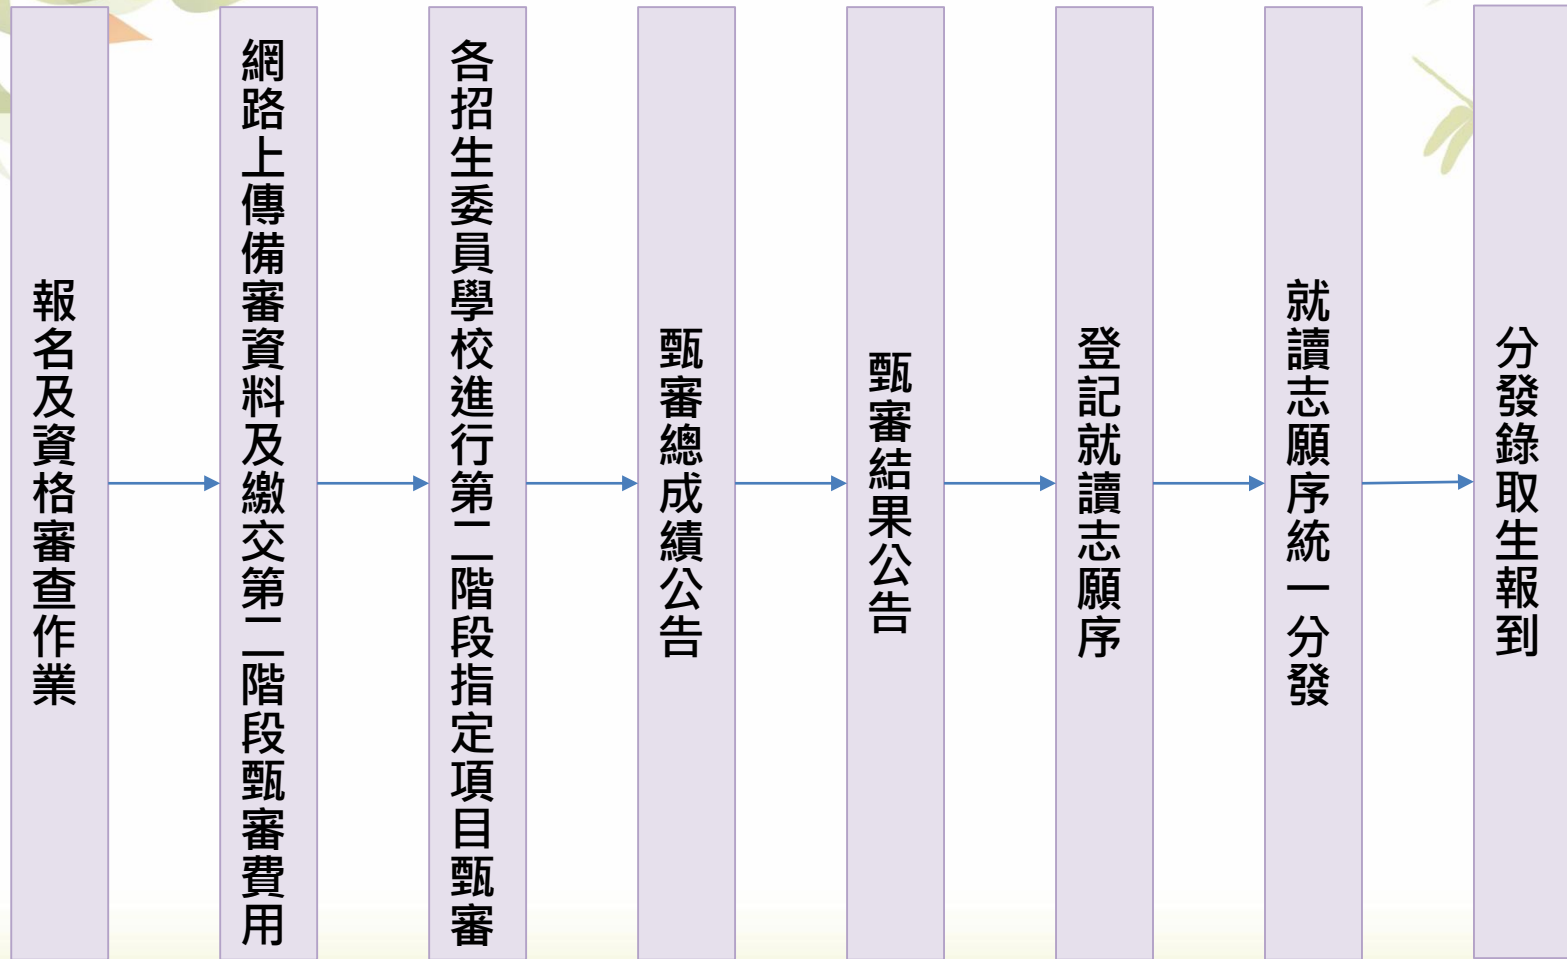 報名及資格審查作業
網路上傳備審資料及繳交第二階段甄審費用
各招生委員學校進行第二階段指定項目甄審
甄審總成績公告
甄審結果公告
登記就讀志願序
就讀志願序統一分發
分發錄取生報到